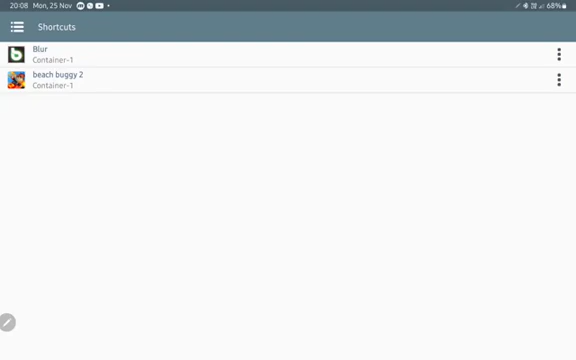 20:08 Mon, 25 Nov 68%
Shortcuts
Blur
Container-1
beach buggy 2
Container-1